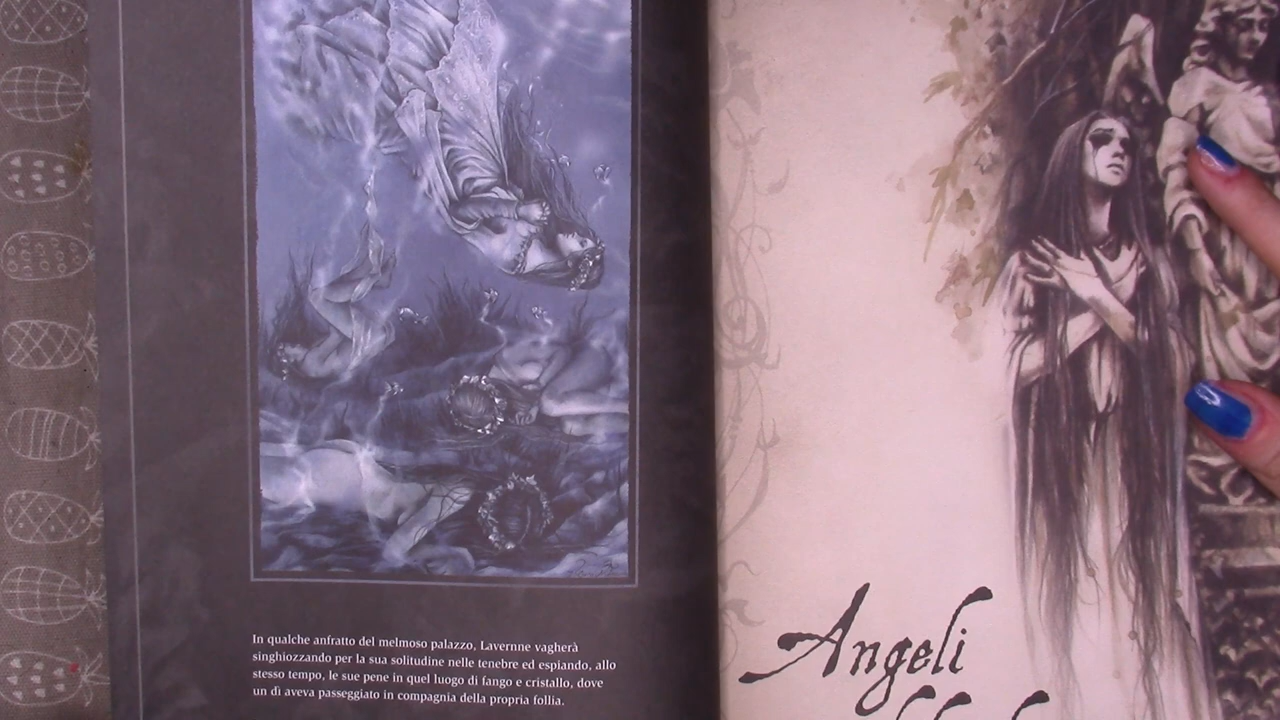 In qualche anfratto del melmoso palazzo, Lavernne vagherà
singhiozzando per la sua solitudine nelle tenebre ed espiando, allo
stesso tempo, le sue pene in quel luogo di fango e cristallo, dove
un dì aveva passeggiato in compagnia della propria follia.
Angeli